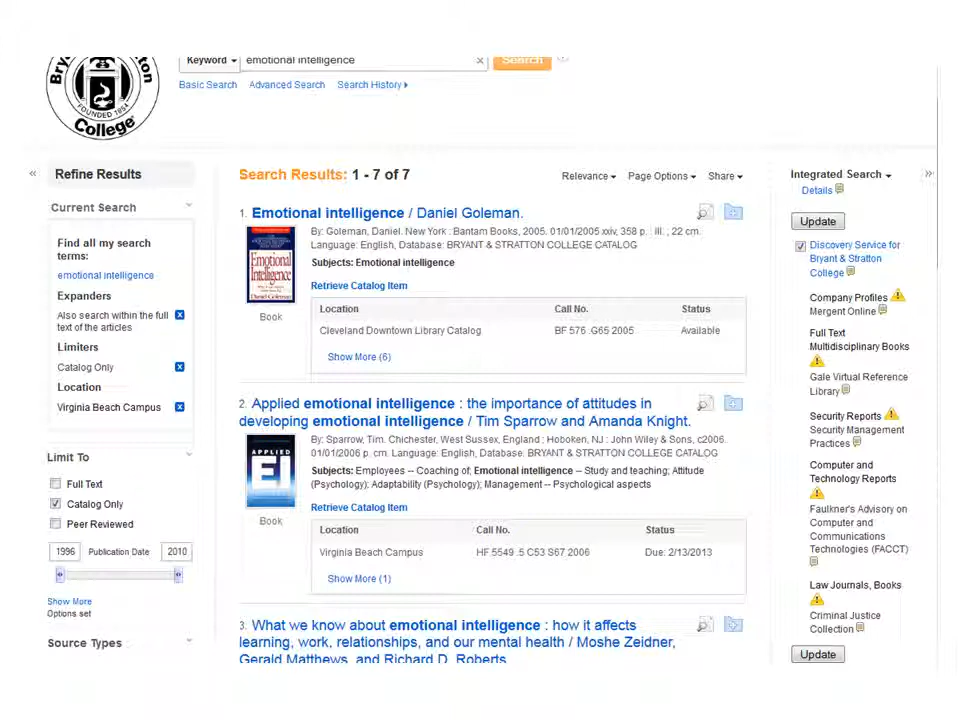 Keyword emotional intelligence × Search
Basic Search Advanced Search Search History
FOUNDED 1854
College
« Refine Results
Current Search
Find all my search
terms:
emotional intelligence
Expanders
Also search within the full
text of the articles
Limiters
Catalog Only
Location
Virginia Beach Campus
Limit To
Full Text
Catalog Only
Peer Reviewed
1996 Publication Date 2010
Show More
Options set
Source Types
Search Results: 1 - 7 of 7
Relevance Page Options Share
1. Emotional intelligence / Daniel Goleman.
By: Goleman, Daniel. New York : Bantam Books, 2005. 01/01/2005 xxiv, 358 p. : ill. ; 22 cm.
Language: English, Database: BRYANT & STRATTON COLLEGE CATALOG
Subjects: Emotional intelligence
Emotional
Intelligence
Daniel Goleman
Book
Retrieve Catalog Item
Location Call No. Status
Cleveland Downtown Library Catalog BF 576 .G65 2005 Available
Show More (6)
2. Applied emotional intelligence : the importance of attitudes in
developing emotional intelligence / Tim Sparrow and Amanda Knight.
By: Sparrow, Tim. Chichester, West Sussex, England ; Hoboken, NJ : John Wiley & Sons, c2006.
01/01/2006 p. cm. Language: English, Database: BRYANT & STRATTON COLLEGE CATALOG
Subjects: Employees -- Coaching of; Emotional intelligence -- Study and teaching; Attitude
(Psychology); Adaptability (Psychology); Management -- Psychological aspects
APPLIED
EI
Book
Retrieve Catalog Item
Location Call No. Status
Virginia Beach Campus HF 5549 .5 C53 S67 2006 Due: 2/13/2013
Show More (1)
3. What we know about emotional intelligence : how it affects
learning, work, relationships, and our mental health / Moshe Zeidner,
Gerald Matthews, and Richard D. Roberts
Integrated Search »
Details
Update
Discovery Service for
Bryant & Stratton
College
Company Profiles
Mergent Online
Full Text
Multidisciplinary Books
Gale Virtual Reference
Library
Security Reports
Security Management
Practices
Computer and
Technology Reports
Faulkner's Advisory on
Computer and
Communications
Technologies (FACCT)
Law Journals, Books
Criminal Justice
Collection
Update